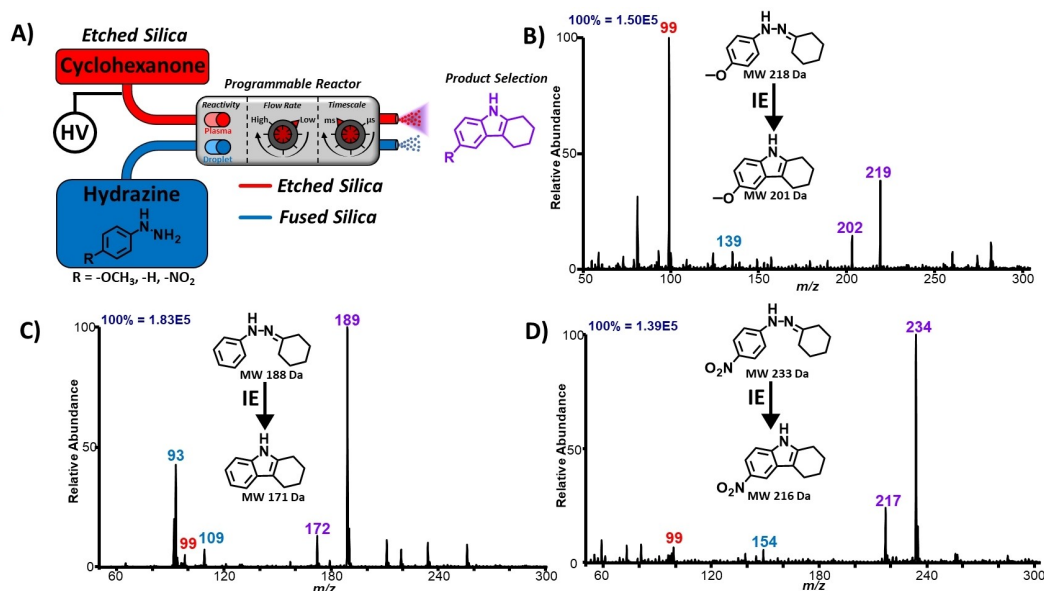 A)
Etched Silica
Cyclohexanone
HV
Programmable Reactor
Reactivity
Flow Rate
Timescale
Plasma
Droplet
High
Low
ms
µs
Product Selection
H
N
R
Hydrazine
H
N
NH₂
R
R = -OCH₃, -H, -NO₂
Etched Silica
Fused Silica
B)
100% = 1.50E5
99
139
202
219
H
N
N
O
MW 218 Da
IE
H
N
O
MW 201 Da
Relative Abundance
100
50
0
50
100
150
200
250
300
m/z
C)
100% = 1.83E5
189
93
99
109
172
H
N
N
MW 188 Da
IE
H
N
MW 171 Da
Relative Abundance
100
50
0
60
120
180
240
300
m/z
D)
100% = 1.39E5
234
217
99
154
H
N
N
O₂N
MW 233 Da
IE
H
N
O₂N
MW 216 Da
Relative Abundance
100
50
0
60
120
180
240
300
m/z